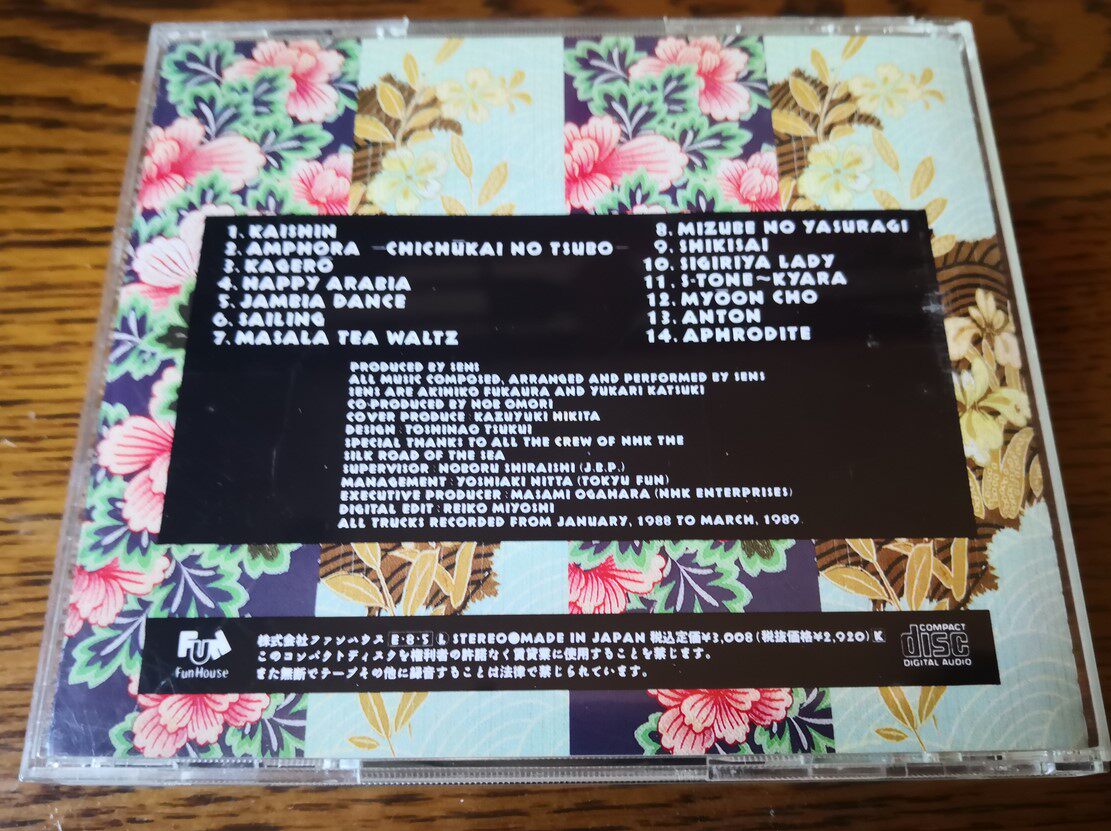 1. KAISHIN
2. AMPHORA —CHICHŪKAI NO TSUBO—
3. KAGERŌ
4. HAPPY ARABIA
5. JAMBIA DANCE
6. SAILING
7. MASALA TEA WALTZ
8. MIZUBE NO YASURAGI
9. SHIKISAI
10. SIGIRIYA LADY
11. S-TONE~KYARA
12. MYŌON CHO
13. ANTON
14. APHRODITE
PRODUCED BY SENS
ALL MUSIC COMPOSED, ARRANGED AND PERFORMED BY SENS
SENS ARE AKIHIKO FUKAURA AND YUKARI KATSUKI
CO-PRODUCED BY NOE OMORI
COVER PRODUCE : KAZUYUKI NIKITA
DESIGN : TOSHINAO TSUKUI
SPECIAL THANKS TO ALL THE CREW OF NHK THE
SILK ROAD OF THE SEA
SUPERVISOR : NOBORU SHIRAISHI (J.B.P.)
MANAGEMENT : YOSHIAKI NITTA (TOKYU FUN)
EXECUTIVE PRODUCER : MASAMI OGAHARA (NHK ENTERPRISES)
DIGITAL EDIT : REIKO MIYOSHI
ALL TRUCKS RECORDED FROM JANUARY, 1988 TO MARCH, 1989
FUN
FunHouse
株式会社ファンハウス E・8・5 L STEREO●MADE IN JAPAN 税込定価¥3,008(税抜価格¥2,920) K
このコンパクトディスクを権利者の許諾なく賃貸業に使用することを禁じます。
また無断でテープその他に録音することは法律で禁じられています。
COMPACT
disc
DIGITAL AUDIO